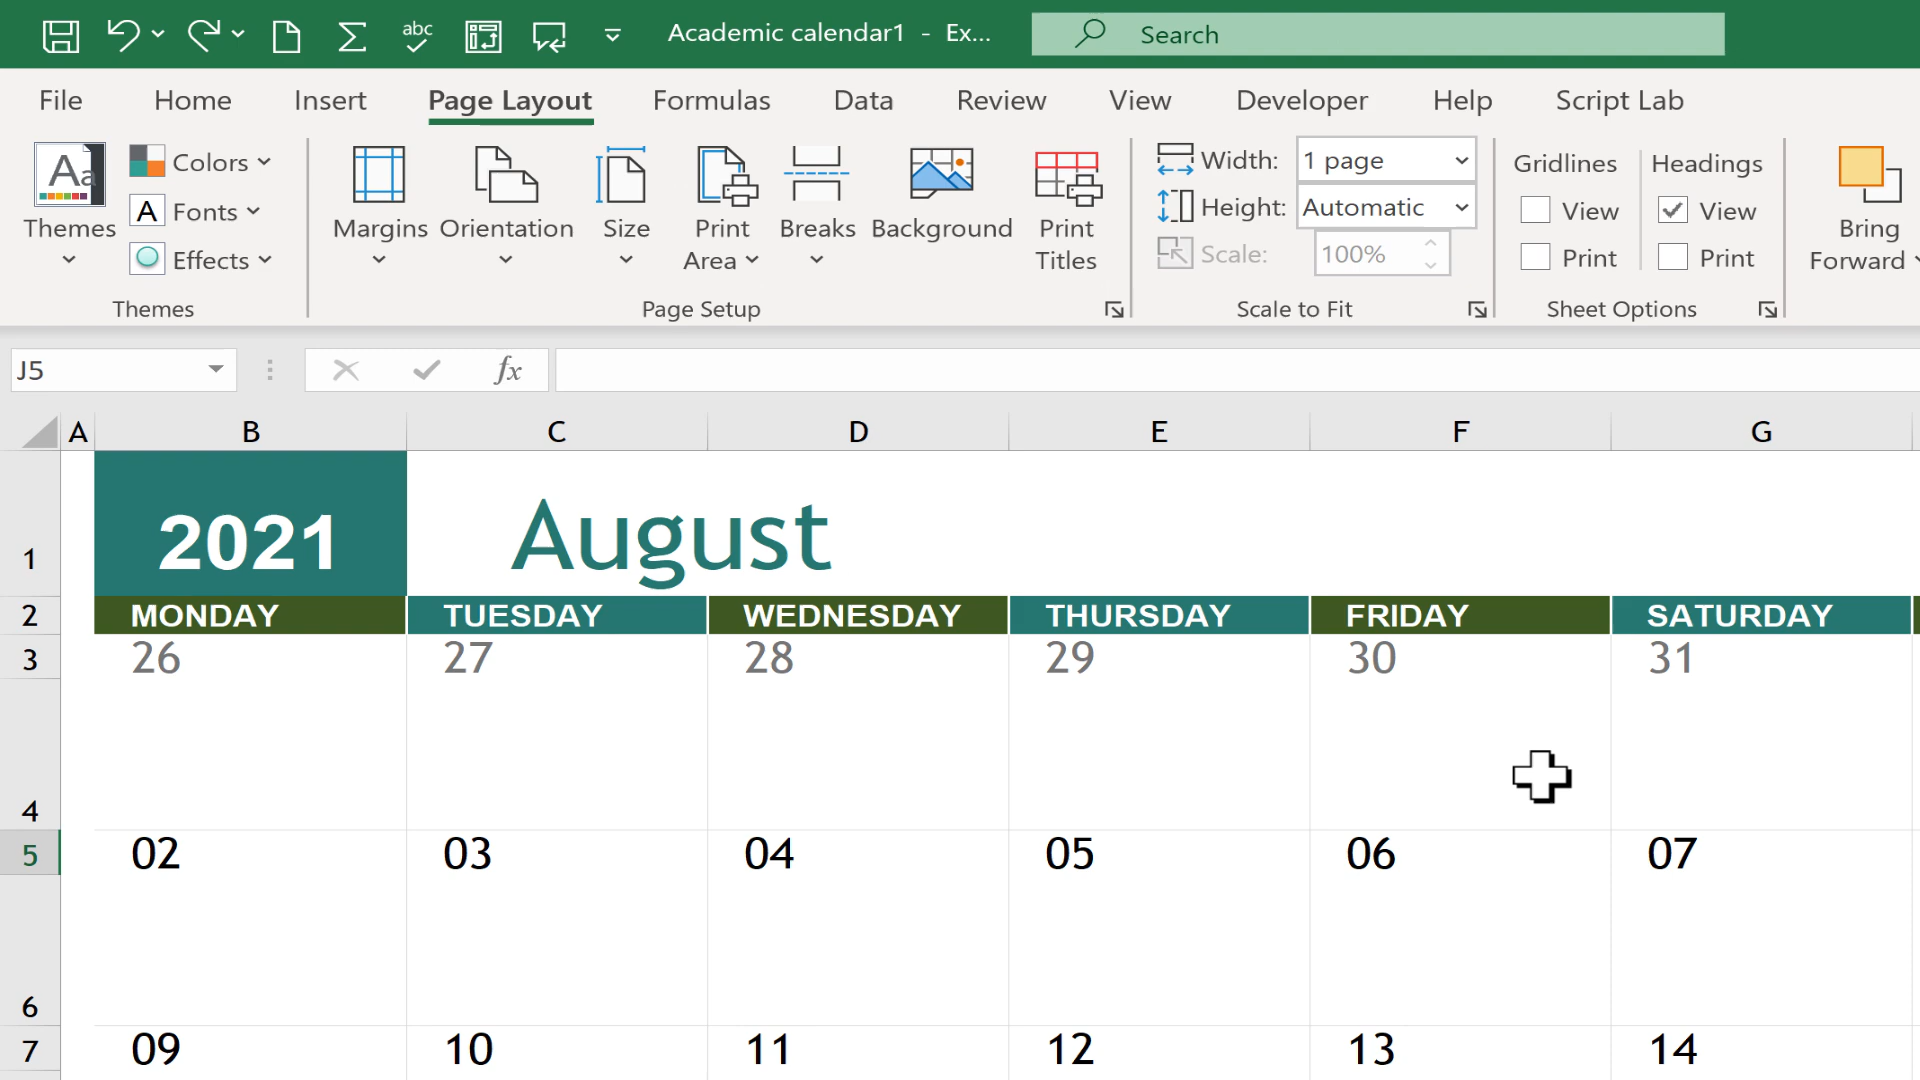 abc
Academic calendar1 - Ex...
Search
File Home Insert Page Layout Formulas Data Review View Developer Help Script Lab
Aa
Themes
A
Colors
Fonts
Effects
Themes
Margins
Orientation
Size
Print
Area
Breaks
Background
Print
Titles
Page Setup
Width: 1 page
Height: Automatic
Scale: 100%
Scale to Fit
Gridlines
View
Print
Headings
View
Print
Sheet Options
Bring
Forward
J5
fx
A B C D E F G
1 2021 August
2 MONDAY TUESDAY WEDNESDAY THURSDAY FRIDAY SATURDAY
3 26 27 28 29 30 31
4
5 02 03 04 05 06 07
6
7 09 10 11 12 13 14